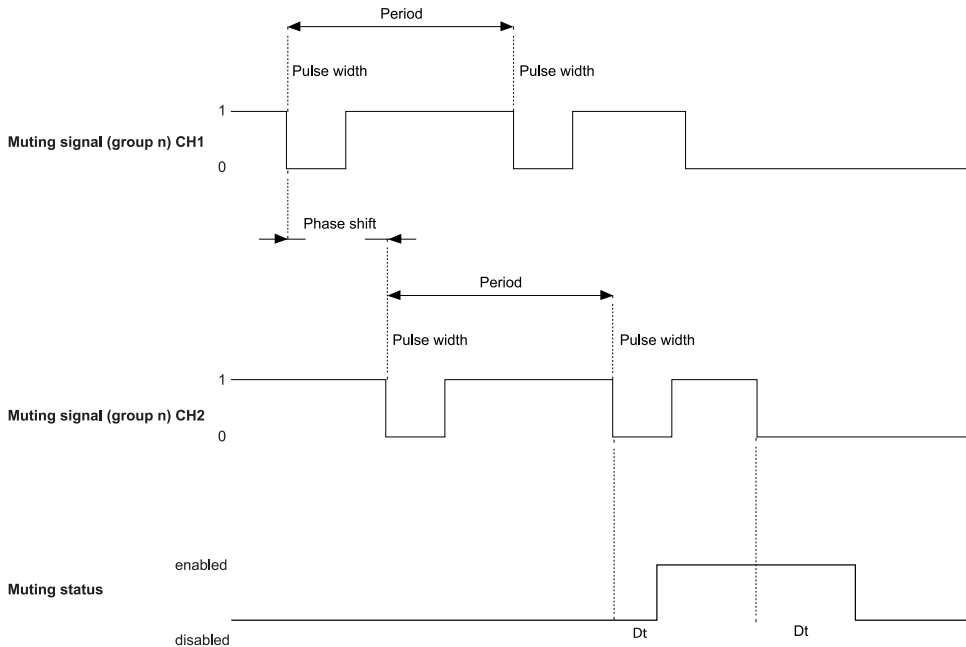 Period
Pulse width
Pulse width
1
Muting signal (group n) CH1
0
Phase shift
Period
Pulse width
Pulse width
1
Muting signal (group n) CH2
0
enabled
Muting status
disabled
Dt
Dt